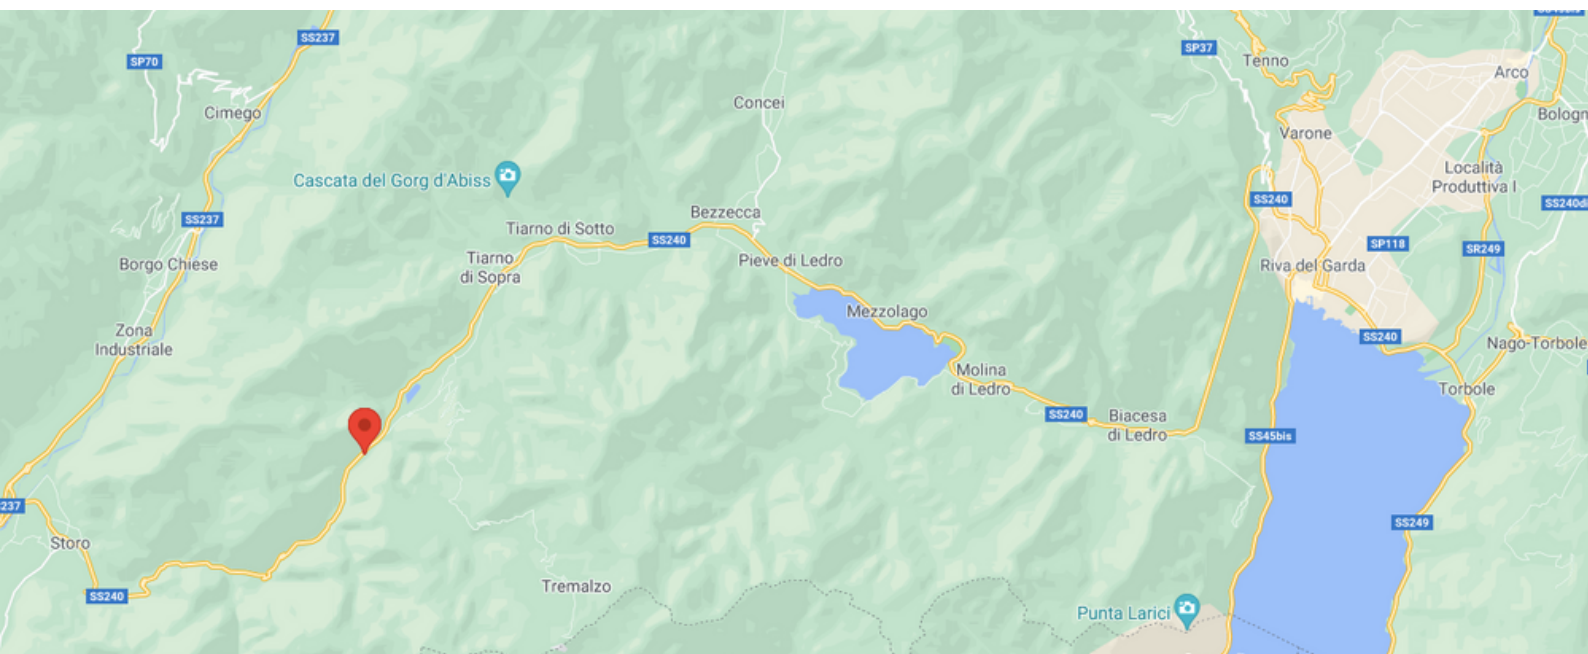 SS237
SP70
SP37
Tenno
Arco
Cimego
Concei
Varone
Cascata del Gorg d'Abiss
Località
Produttiva I
SS240
SS237
Tiarno di Sotto
Bezzecca
SS240
SP118
SR249
Borgo Chiese
Tiarno
di Sopra
Pieve di Ledro
Riva del Garda
Zona
Industriale
Mezzolago
SS240
Nago-Torbole
Molina
di Ledro
Torbole
SS240
Biacesa
di Ledro
SS45bis
237
SS249
Storo
SS240
Tremalzo
Punta Larici